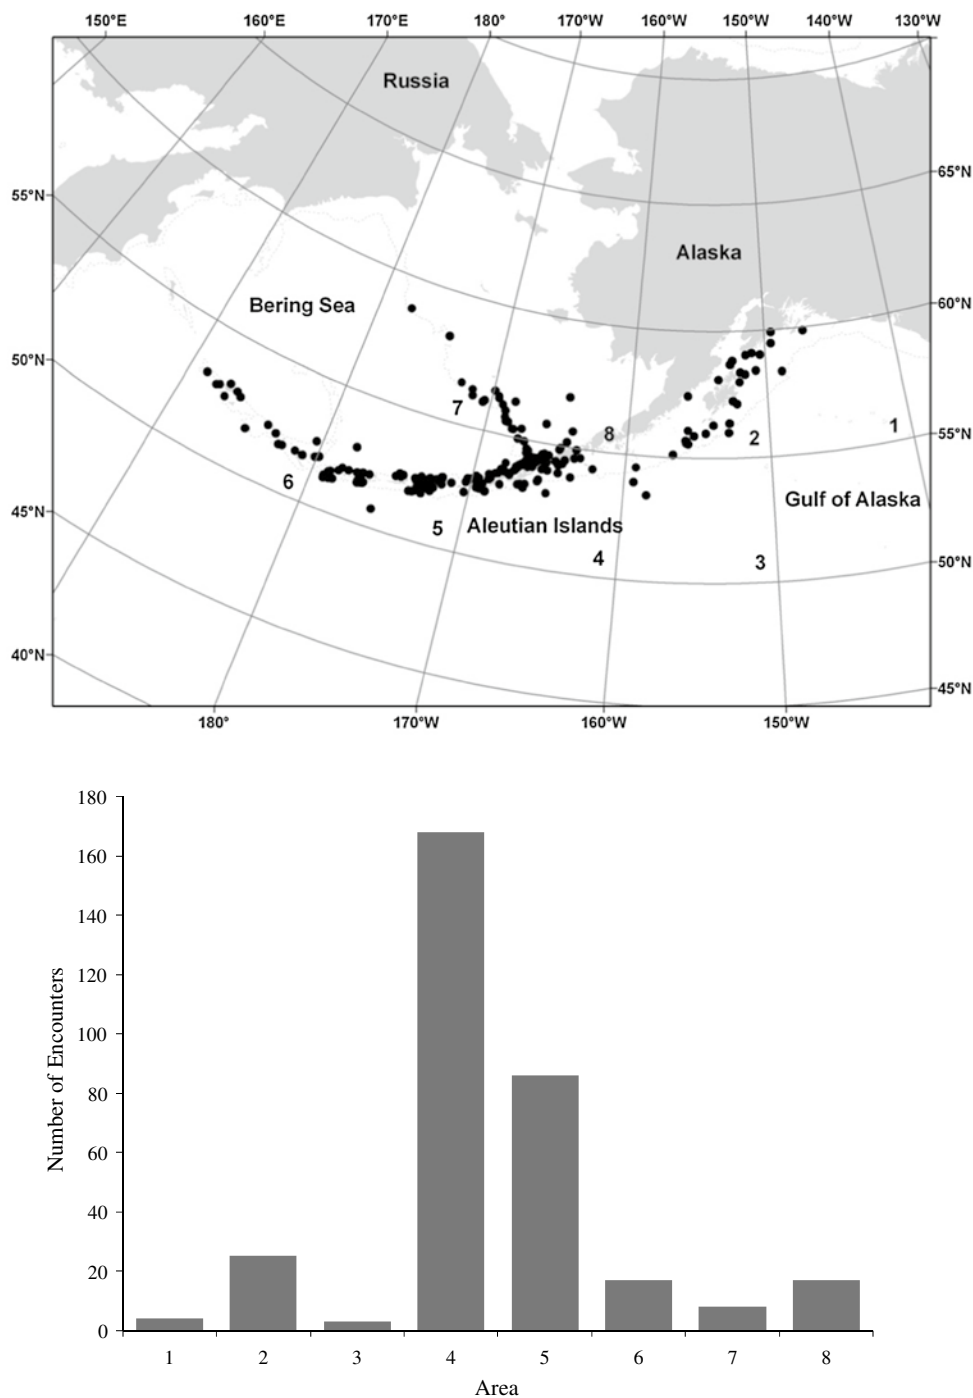 150°E 160°E 170°E 180° 170°W 160°W 150°W 140°W 130°W
Russia
65°N
55°N
Alaska
Bering Sea
60°N
50°N
7
8
1
2
55°N
6
Gulf of Alaska
45°N
5 Aleutian Islands
4
3
50°N
40°N
45°N
180° 170°W 160°W 150°W
180
160
140
120
100
80
60
40
20
0
Number of Encounters
1 2 3 4 5 6 7 8
Area